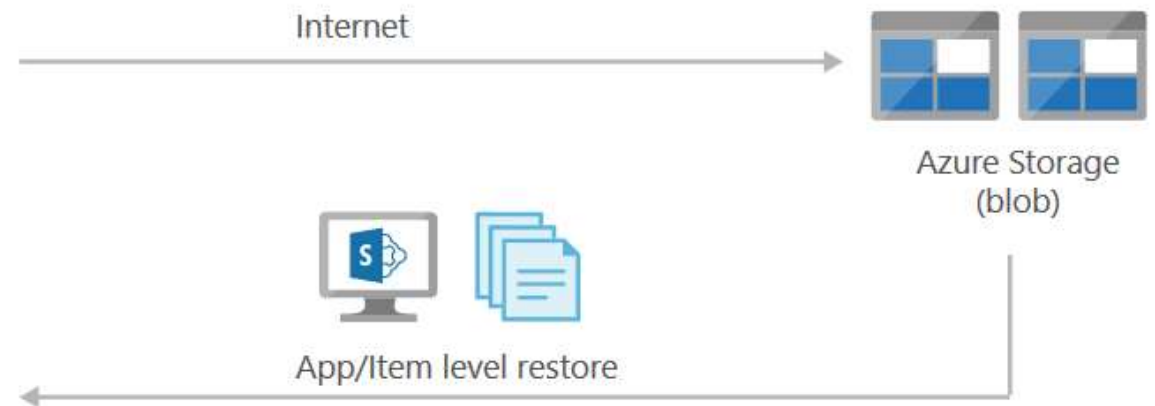 Internet
Azure Storage
(blob)
S
App/Item level restore